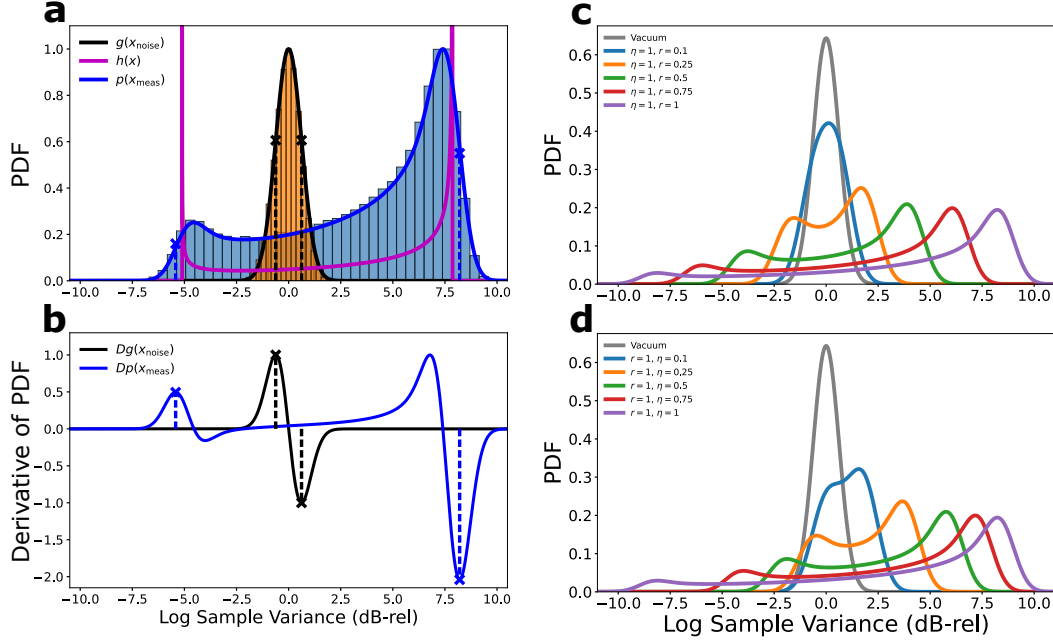 a
PDF
1.0
0.8
0.6
0.4
0.2
0.0
g(x_noise)
h(x)
p(x_meas)
−10.0 −7.5 −5.0 −2.5 0.0 2.5 5.0 7.5 10.0
b
Derivative of PDF
1.0
0.5
0.0
−0.5
−1.0
−1.5
−2.0
Dg(x_noise)
Dp(x_meas)
−10.0 −7.5 −5.0 −2.5 0.0 2.5 5.0 7.5 10.0
Log Sample Variance (dB-rel)
c
PDF
0.6
0.5
0.4
0.3
0.2
0.1
0.0
Vacuum
η = 1, r = 0.1
η = 1, r = 0.25
η = 1, r = 0.5
η = 1, r = 0.75
η = 1, r = 1
−10.0 −7.5 −5.0 −2.5 0.0 2.5 5.0 7.5 10.0
d
PDF
0.6
0.5
0.4
0.3
0.2
0.1
0.0
Vacuum
r = 1, η = 0.1
r = 1, η = 0.25
r = 1, η = 0.5
r = 1, η = 0.75
r = 1, η = 1
−10.0 −7.5 −5.0 −2.5 0.0 2.5 5.0 7.5 10.0
Log Sample Variance (dB-rel)